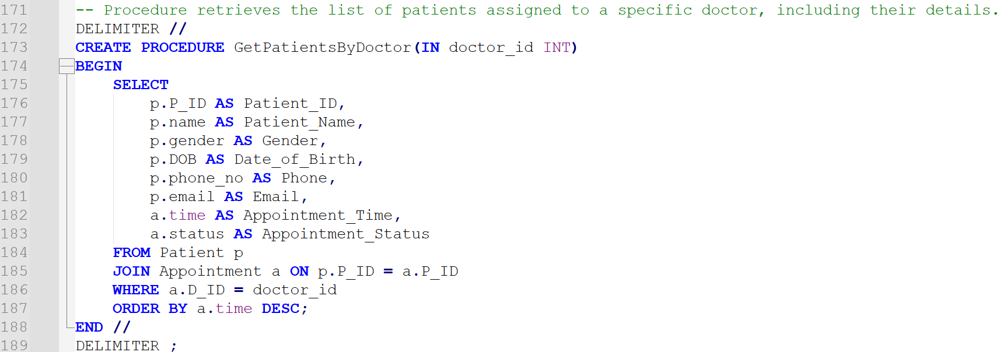 171 -- Procedure retrieves the list of patients assigned to a specific doctor, including their details.
172 DELIMITER //
173 CREATE PROCEDURE GetPatientsByDoctor(IN doctor_id INT)
174 BEGIN
175 SELECT
176 p.P_ID AS Patient_ID,
177 p.name AS Patient_Name,
178 p.gender AS Gender,
179 p.DOB AS Date_of_Birth,
180 p.phone_no AS Phone,
181 p.email AS Email,
182 a.time AS Appointment_Time,
183 a.status AS Appointment_Status
184 FROM Patient p
185 JOIN Appointment a ON p.P_ID = a.P_ID
186 WHERE a.D_ID = doctor_id
187 ORDER BY a.time DESC;
188 END //
189 DELIMITER ;